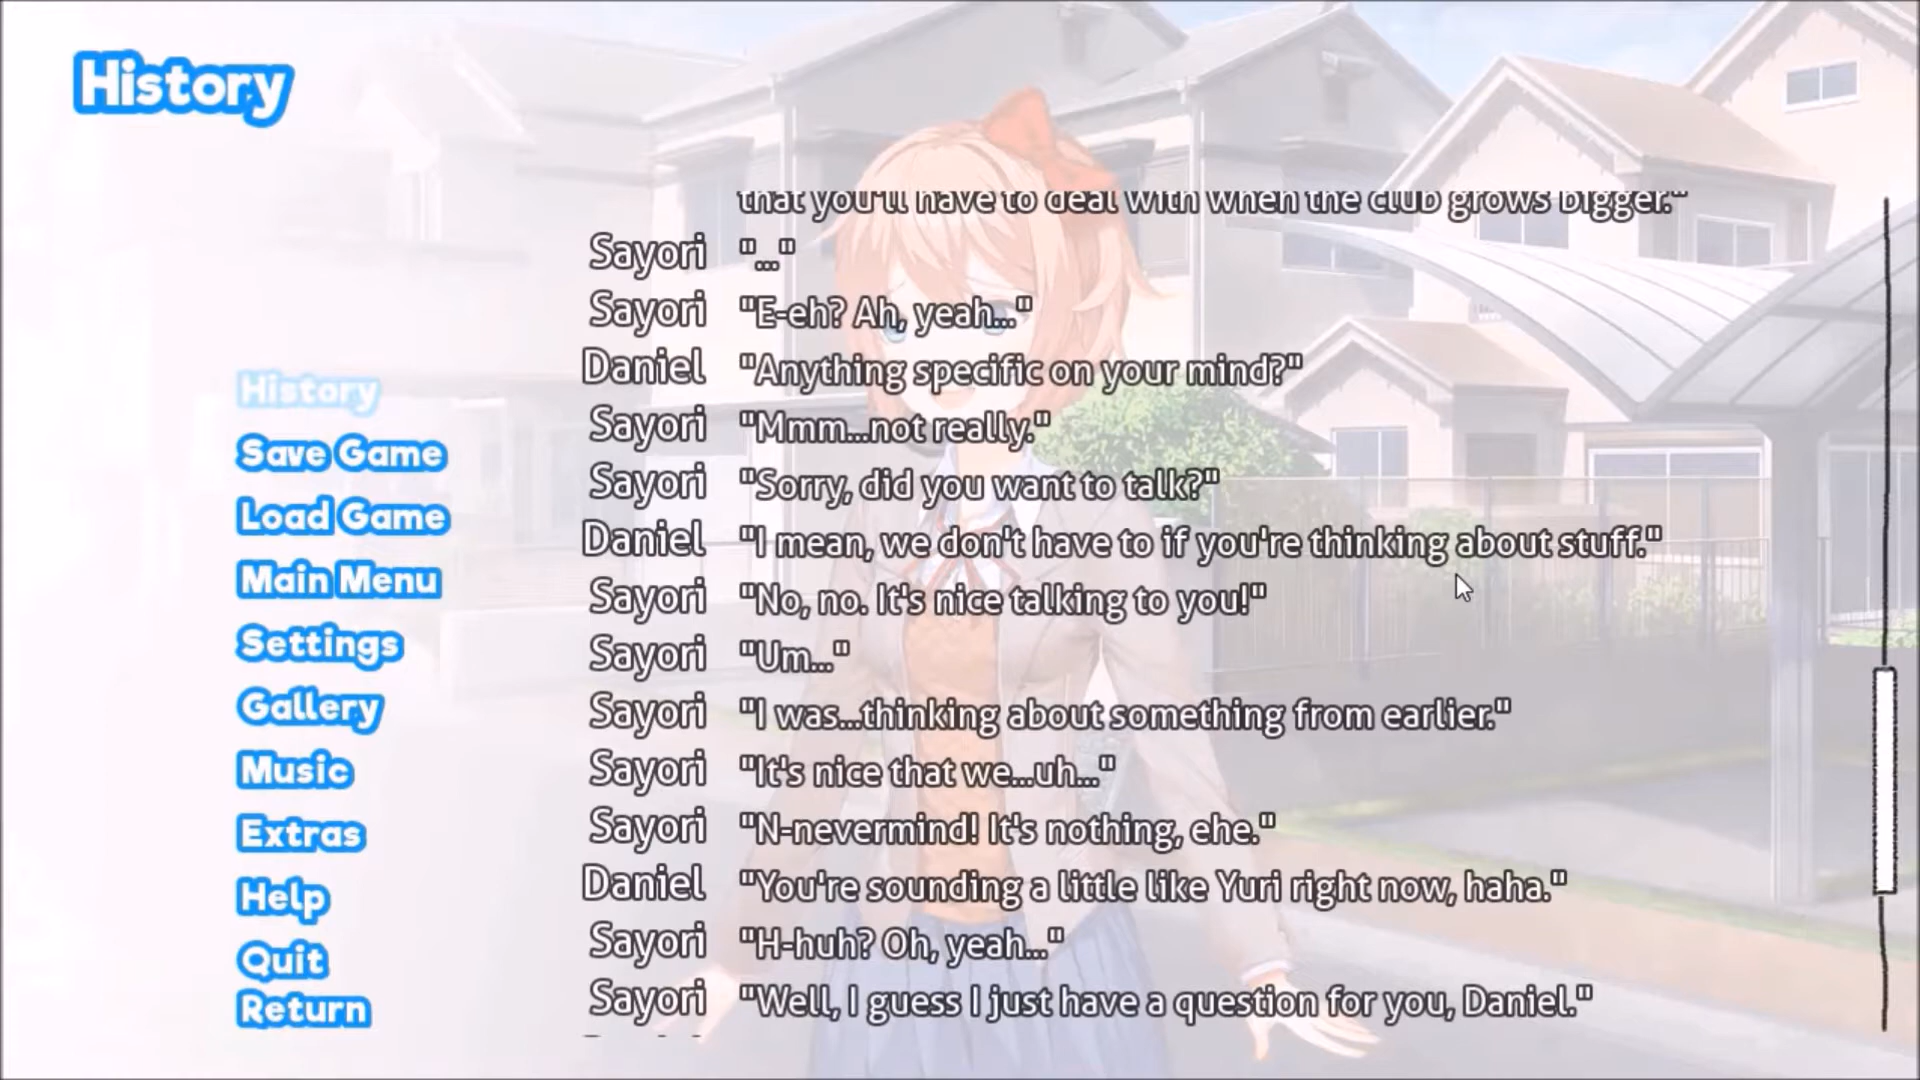 History
that you'll have to deal with when the club grows bigger."
Sayori "..."
Sayori "E-eh? Ah, yeah..."
Daniel "Anything specific on your mind?"
Sayori "Mmm...not really."
Sayori "Sorry, did you want to talk?"
Daniel "I mean, we don't have to if you're thinking about stuff."
Sayori "No, no. It's nice talking to you!"
Sayori "Um..."
Sayori "I was...thinking about something from earlier."
Sayori "It's nice that we...uh..."
Sayori "N-nevermind! It's nothing, ehe."
Daniel "You're sounding a little like Yuri right now, haha."
Sayori "H-huh? Oh, yeah..."
Sayori "Well, I guess I just have a question for you, Daniel."
History
Save Game
Load Game
Main Menu
Settings
Gallery
Music
Extras
Help
Quit
Return